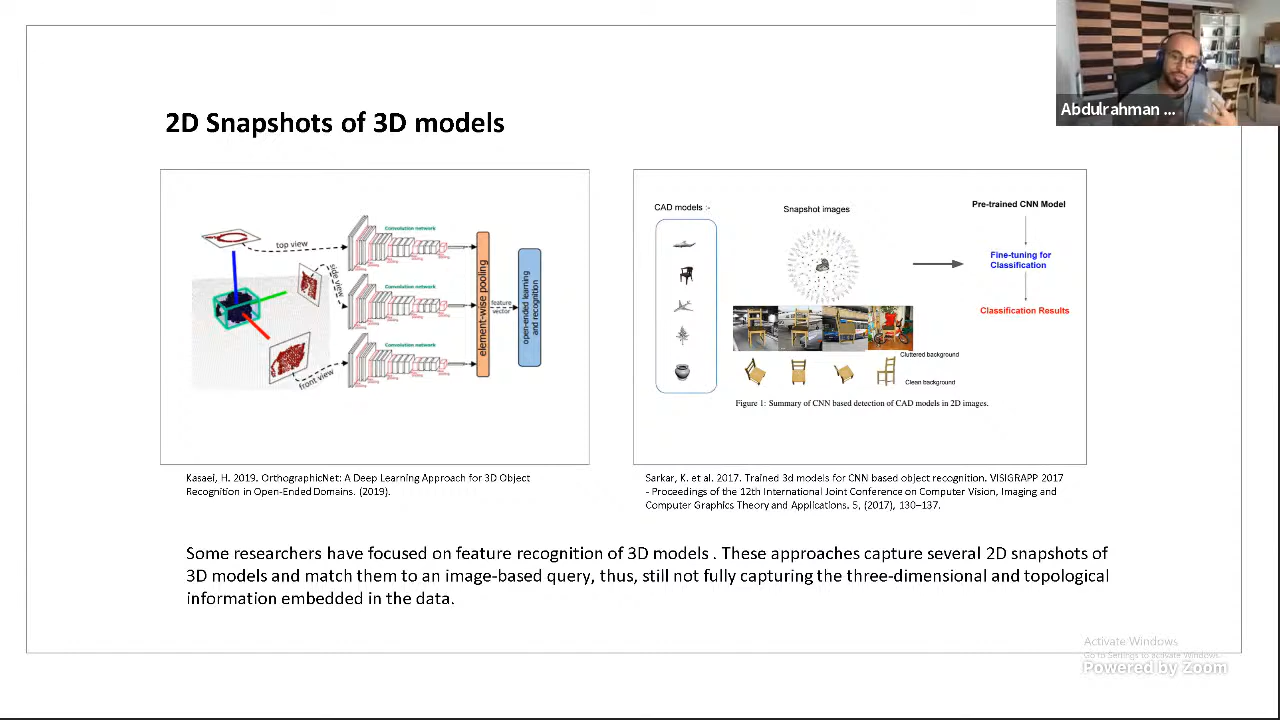 Abdulrahman ...
2D Snapshots of 3D models
top view
side view
front view
Convolution network
Convolution network
Convolution network
element-wise pooling
feature
vector
open-ended learning
and recognition
CAD models :-
Snapshot images
Pre-trained CNN Model
Fine-tuning for
Classification
Classification Results
Cluttered background
Clean background
Figure 1: Summary of CNN based detection of CAD models in 2D images.
Kasaei, H. 2019. OrthographicNet: A Deep Learning Approach for 3D Object
Recognition in Open-Ended Domains. (2019).
Sarkar, K. et al. 2017. Trained 3d models for CNN based object recognition. VISIGRAPP 2017
- Proceedings of the 12th International Joint Conference on Computer Vision, Imaging and
Computer Graphics Theory and Applications. 5, (2017), 130–137.
Some researchers have focused on feature recognition of 3D models . These approaches capture several 2D snapshots of
3D models and match them to an image-based query, thus, still not fully capturing the three-dimensional and topological
information embedded in the data.
Activate Windows
Go to Settings to activate Windows.
Powered by Zoom